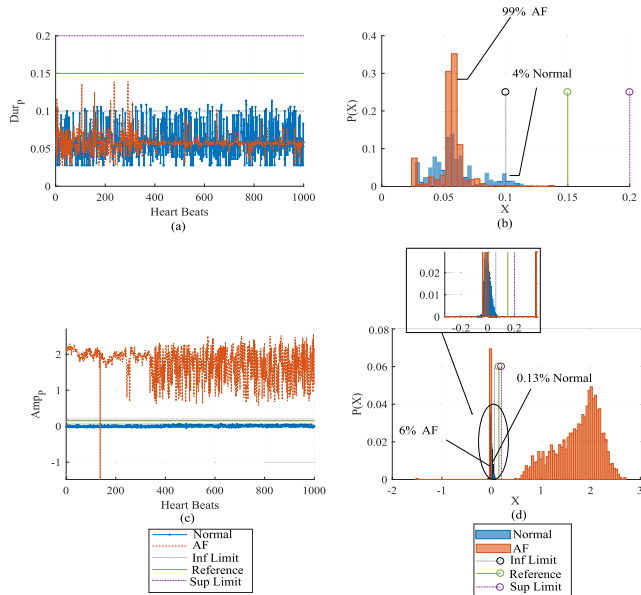 0.2
0.15
0.1
0.05
0
Dur_P
0 200 400 600 800 1000
Heart Beats
(a)
99% AF
4% Normal
0.4
0.3
0.2
0.1
0
P(X)
0 0.05 0.1 0.15 0.2
X
(b)
2
1
0
-1
Amp_P
0 200 400 600 800 1000
Heart Beats
(c)
0.02
0.01
0
-0.2 0 0.2
0.08
0.06
0.04
0.02
0
P(X)
0.13% Normal
6% AF
-2 -1 0 1 2 3
X
(d)
Normal
AF
Inf Limit
Reference
Sup Limit
Normal
AF
Inf Limit
Reference
Sup Limit